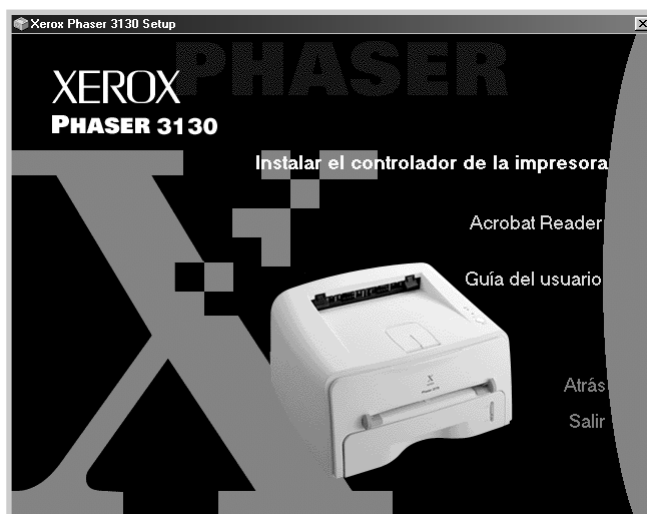 Xerox Phaser 3130 Setup
PHASER
XEROX
PHASER 3130
Instalar el controlador de la impresora
Acrobat Reader
Guía del usuario
Atrás
Salir